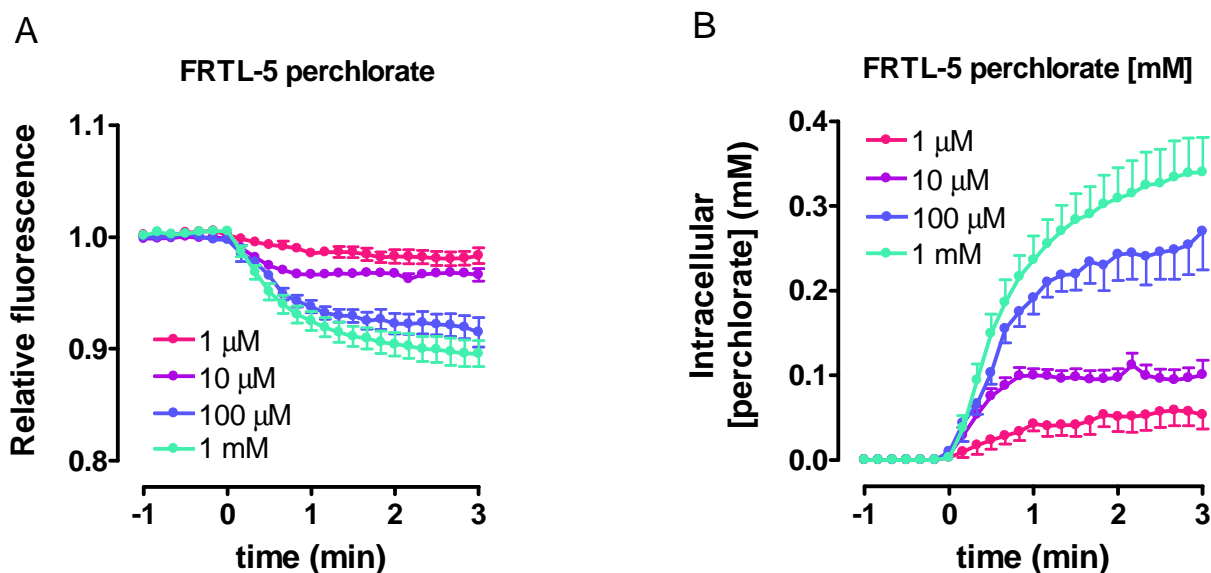 A
FRTL-5 perchlorate
Relative fluorescence
1.1
1.0
0.9
0.8
1 μM
10 μM
100 μM
1 mM
-1
0
1
2
3
time (min)
B
FRTL-5 perchlorate [mM]
Intracellular
[perchlorate] (mM)
0.4
0.3
0.2
0.1
0.0
1 μM
10 μM
100 μM
1 mM
-1
0
1
2
3
time (min)